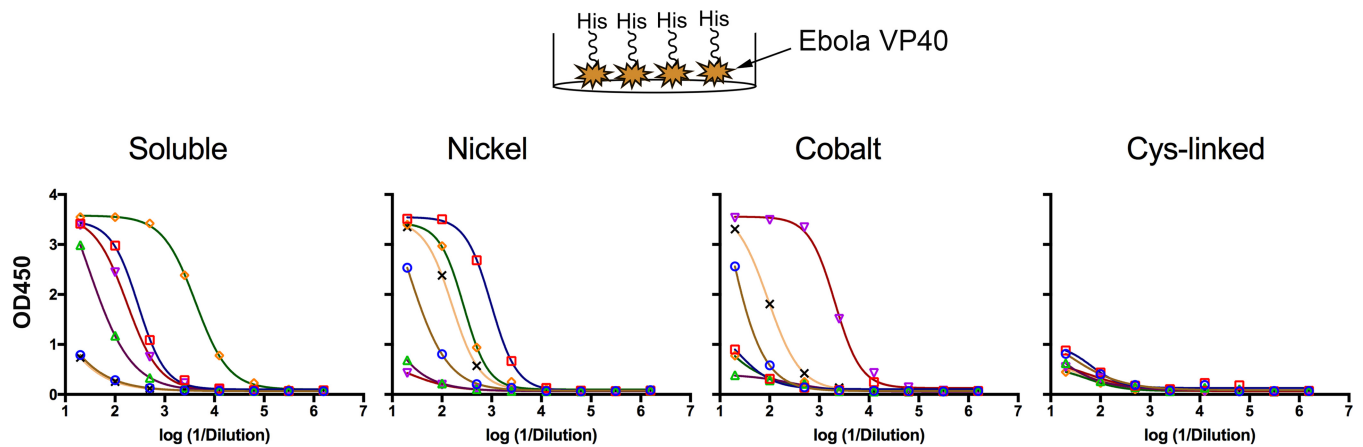 His His His His
Ebola VP40
Soluble Nickel Cobalt Cys-linked
OD450
4
3
2
1
0
1 2 3 4 5 6 7 1 2 3 4 5 6 7 1 2 3 4 5 6 7 1 2 3 4 5 6 7
log (1/Dilution) log (1/Dilution) log (1/Dilution) log (1/Dilution)